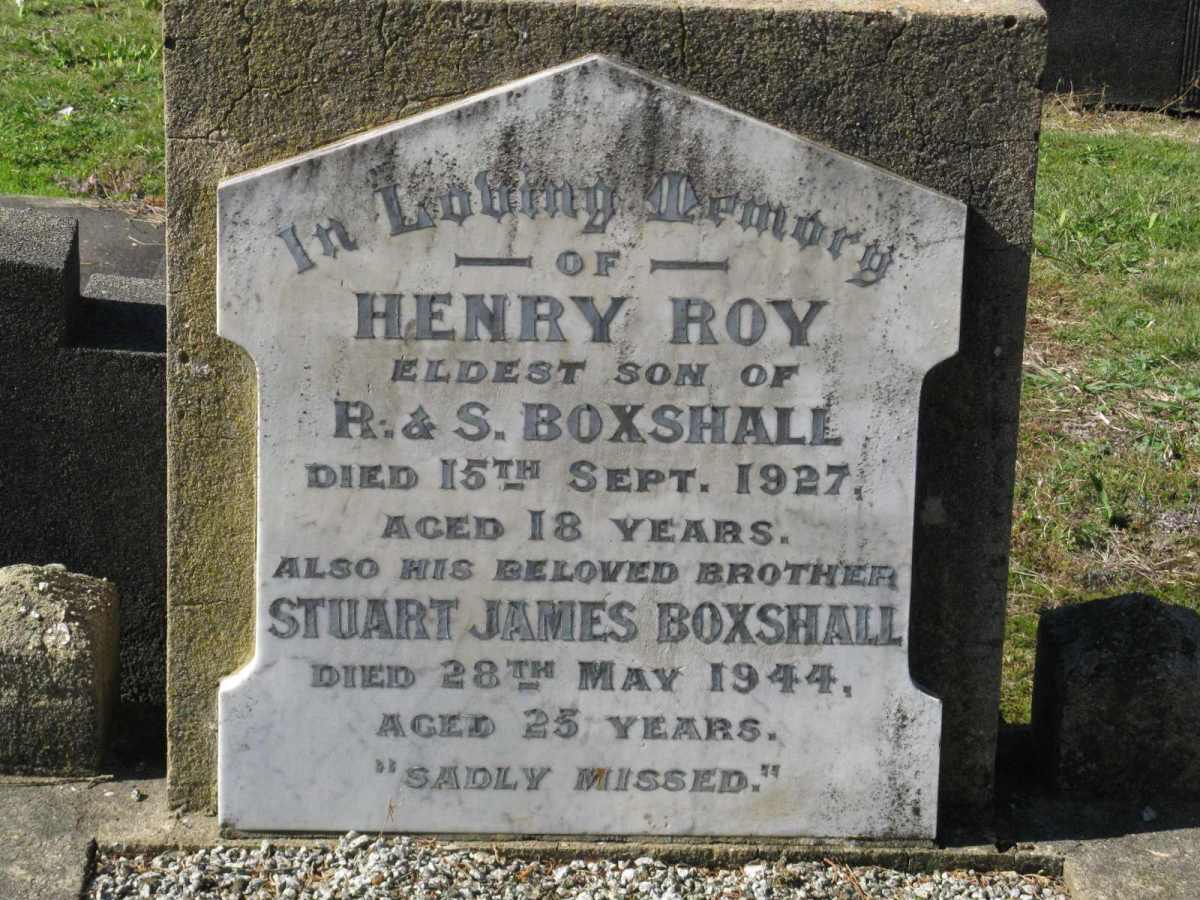 In Loving Memory
— OF —
HENRY ROY
ELDEST SON OF
R. & S. BOXSHALL
DIED 15TH SEPT. 1927,
AGED 18 YEARS.
ALSO HIS BELOVED BROTHER
STUART JAMES BOXSHALL
DIED 28TH MAY 1944,
AGED 25 YEARS.
"SADLY MISSED."